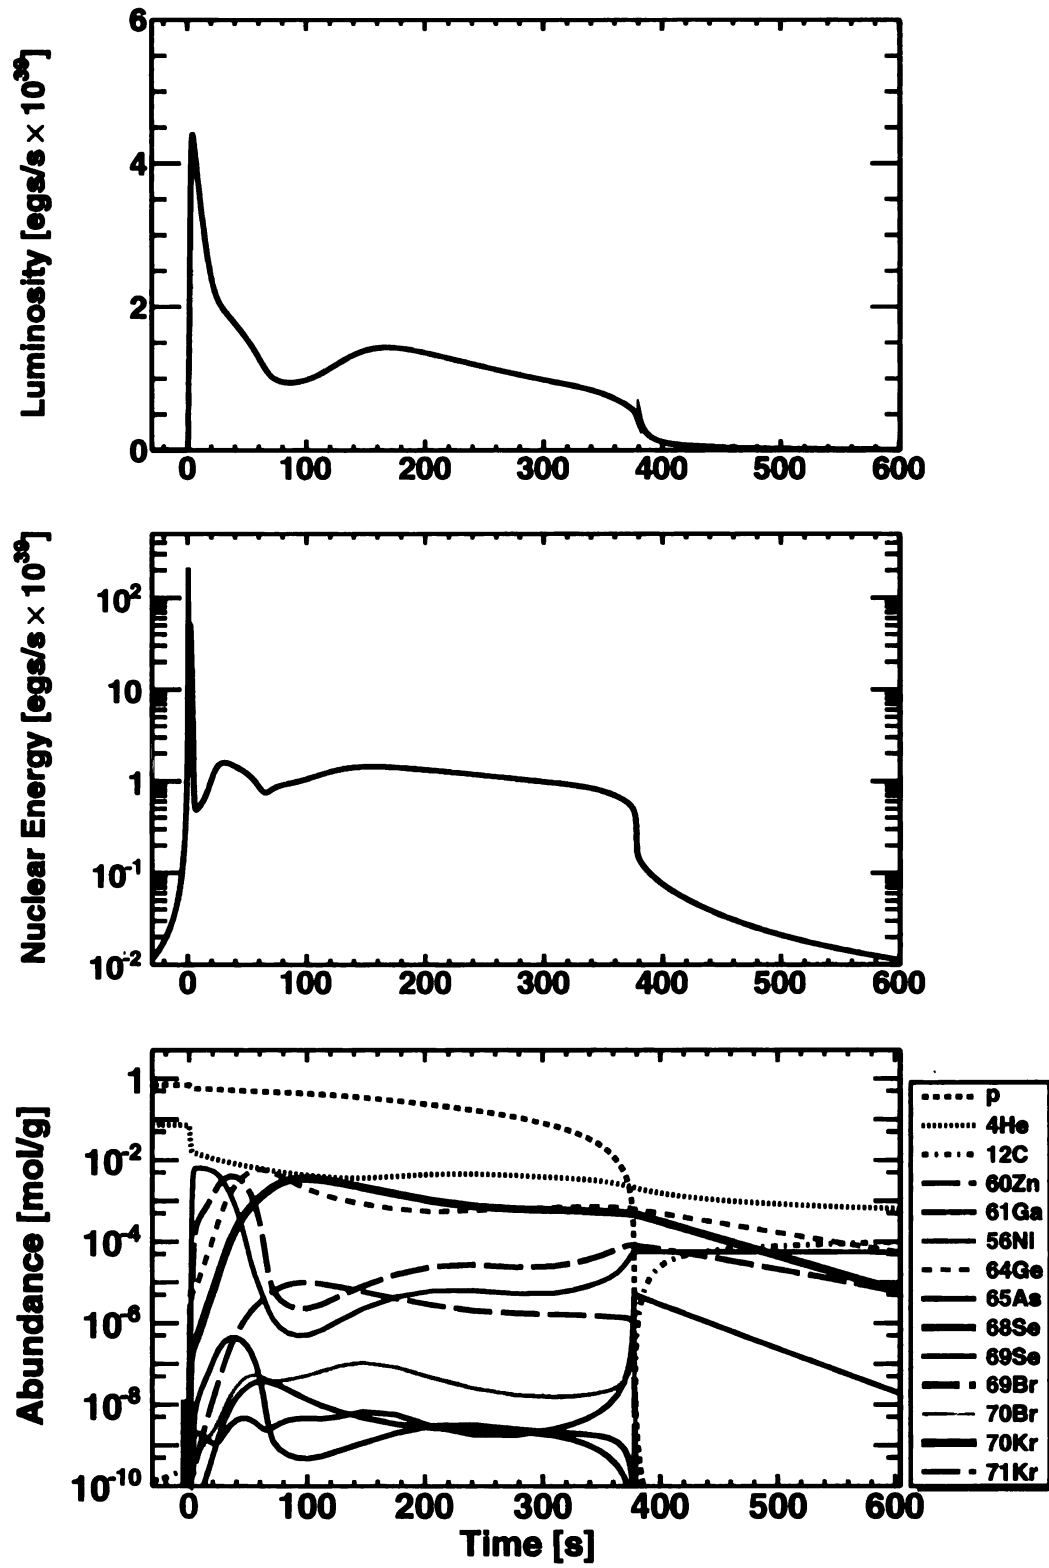 Luminosity [egs/s × 10³⁹]
6
4
2
0
0 100 200 300 400 500 600
Nuclear Energy [egs/s × 10³⁹]
10²
10
1
10⁻¹
10⁻²
0 100 200 300 400 500 600
Abundance [mol/g]
1
10⁻²
10⁻⁴
10⁻⁶
10⁻⁸
10⁻¹⁰
0 100 200 300 400 500 600
Time [s]
p
4He
12C
60Zn
61Ga
56Ni
64Ge
65As
68Se
69Se
69Br
70Br
70Kr
71Kr